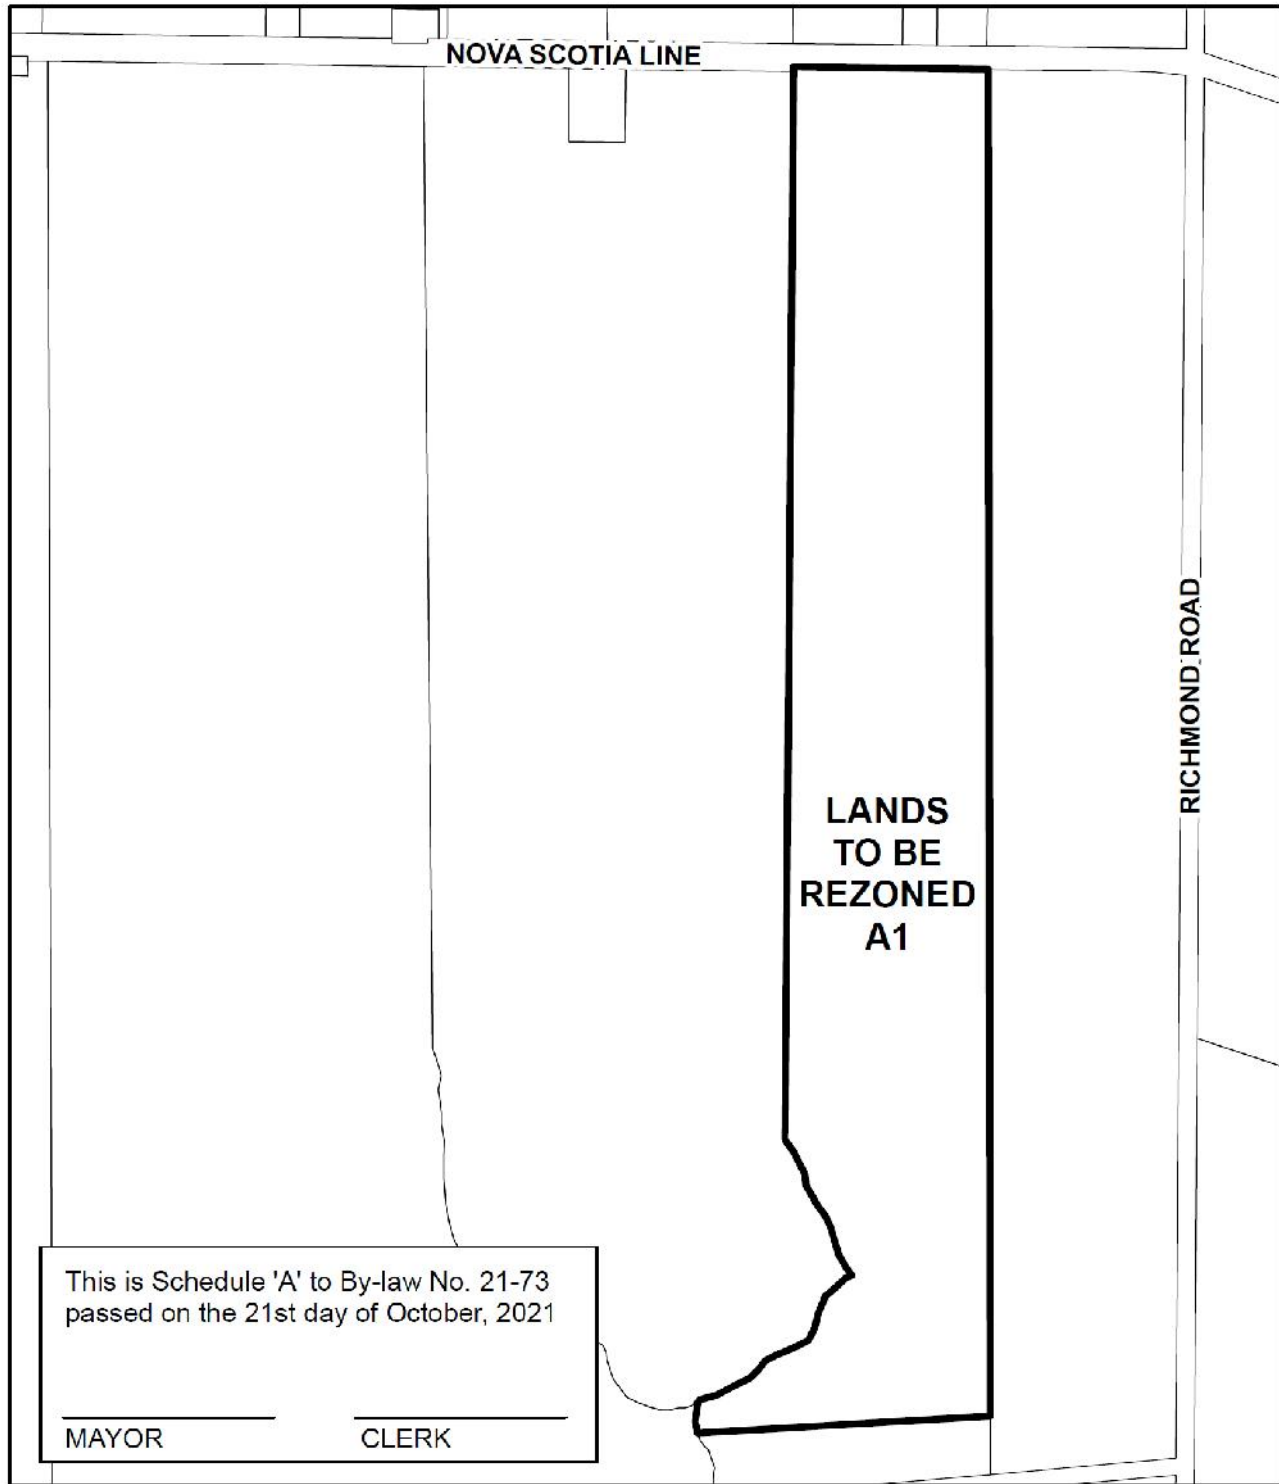 NOVA SCOTIA LINE
RICHMOND ROAD
LANDS
TO BE
REZONED
A1
This is Schedule 'A' to By-law No. 21-73
passed on the 21st day of October, 2021
MAYOR
CLERK